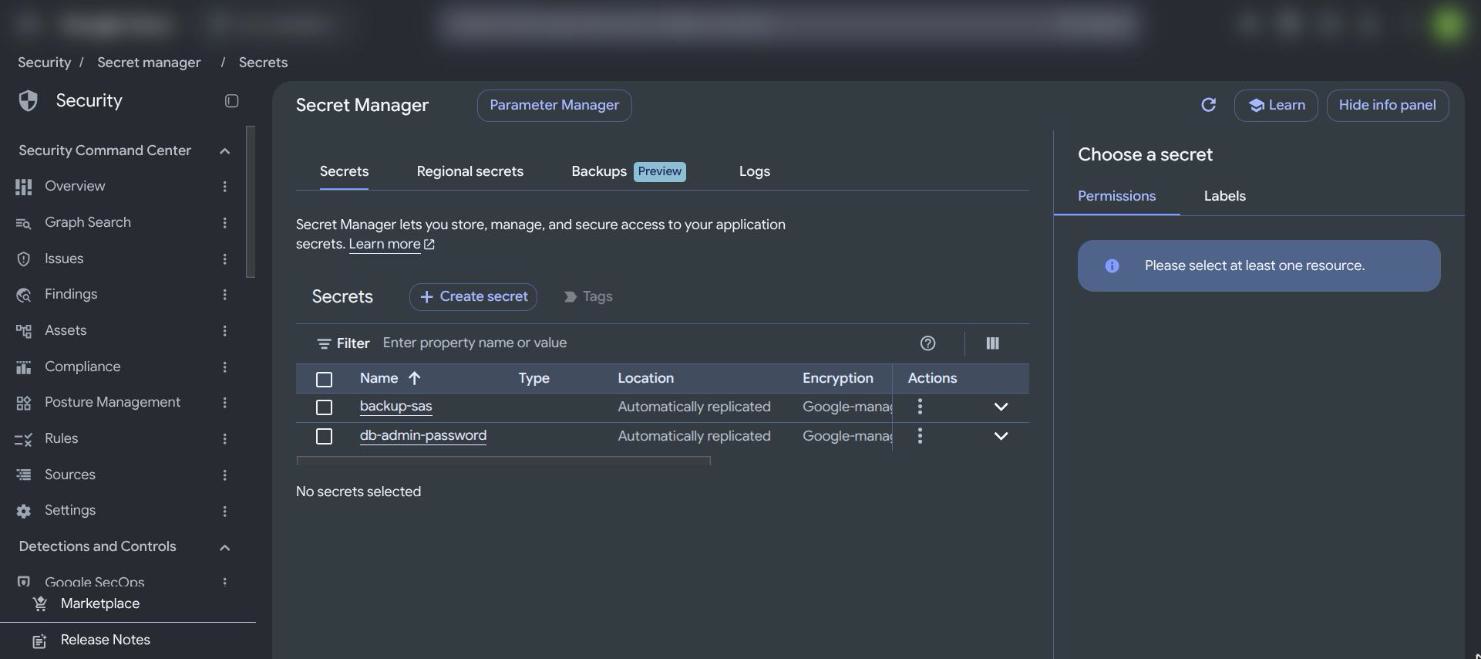 Security / Secret manager / Secrets
Security
Security Command Center
Overview
Graph Search
Issues
Findings
Assets
Compliance
Posture Management
Rules
Sources
Settings
Detections and Controls
Google SecOps
Marketplace
Release Notes
Secret Manager
Parameter Manager
Learn
Hide info panel
Secrets
Regional secrets
Backups Preview
Logs
Secret Manager lets you store, manage, and secure access to your application
secrets. Learn more
Secrets
Create secret
Tags
Filter Enter property name or value
Name Type Location Encryption Actions
backup-sas Automatically replicated Google-manag
db-admin-password Automatically replicated Google-manag
No secrets selected
Choose a secret
Permissions
Labels
Please select at least one resource.